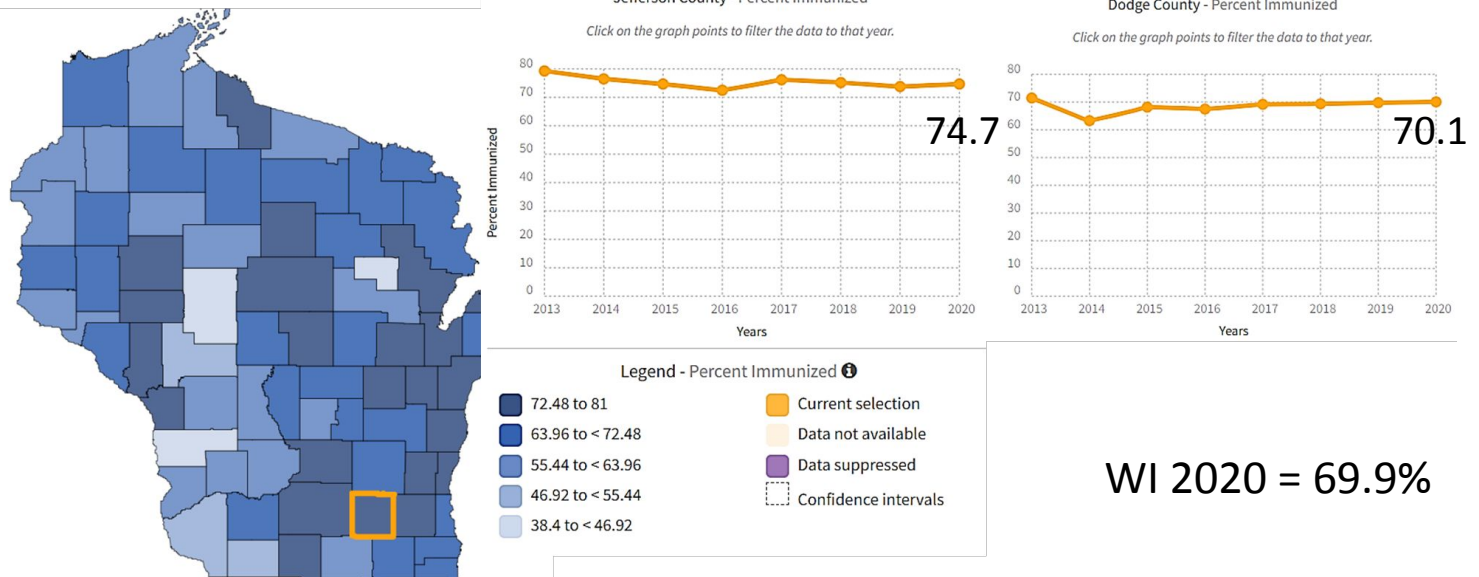 Jefferson County - Percent Immunized
Click on the graph points to filter the data to that year.
Percent Immunized
80
70
60
50
40
30
20
10
0
2013 2014 2015 2016 2017 2018 2019 2020
Years
74.7
Dodge County - Percent Immunized
Click on the graph points to filter the data to that year.
80
70
60
50
40
30
20
10
0
2013 2014 2015 2016 2017 2018 2019 2020
Years
70.1
Legend - Percent Immunized
72.48 to 81
63.96 to < 72.48
55.44 to < 63.96
46.92 to < 55.44
38.4 to < 46.92
Current selection
Data not available
Data suppressed
Confidence intervals
WI 2020 = 69.9%